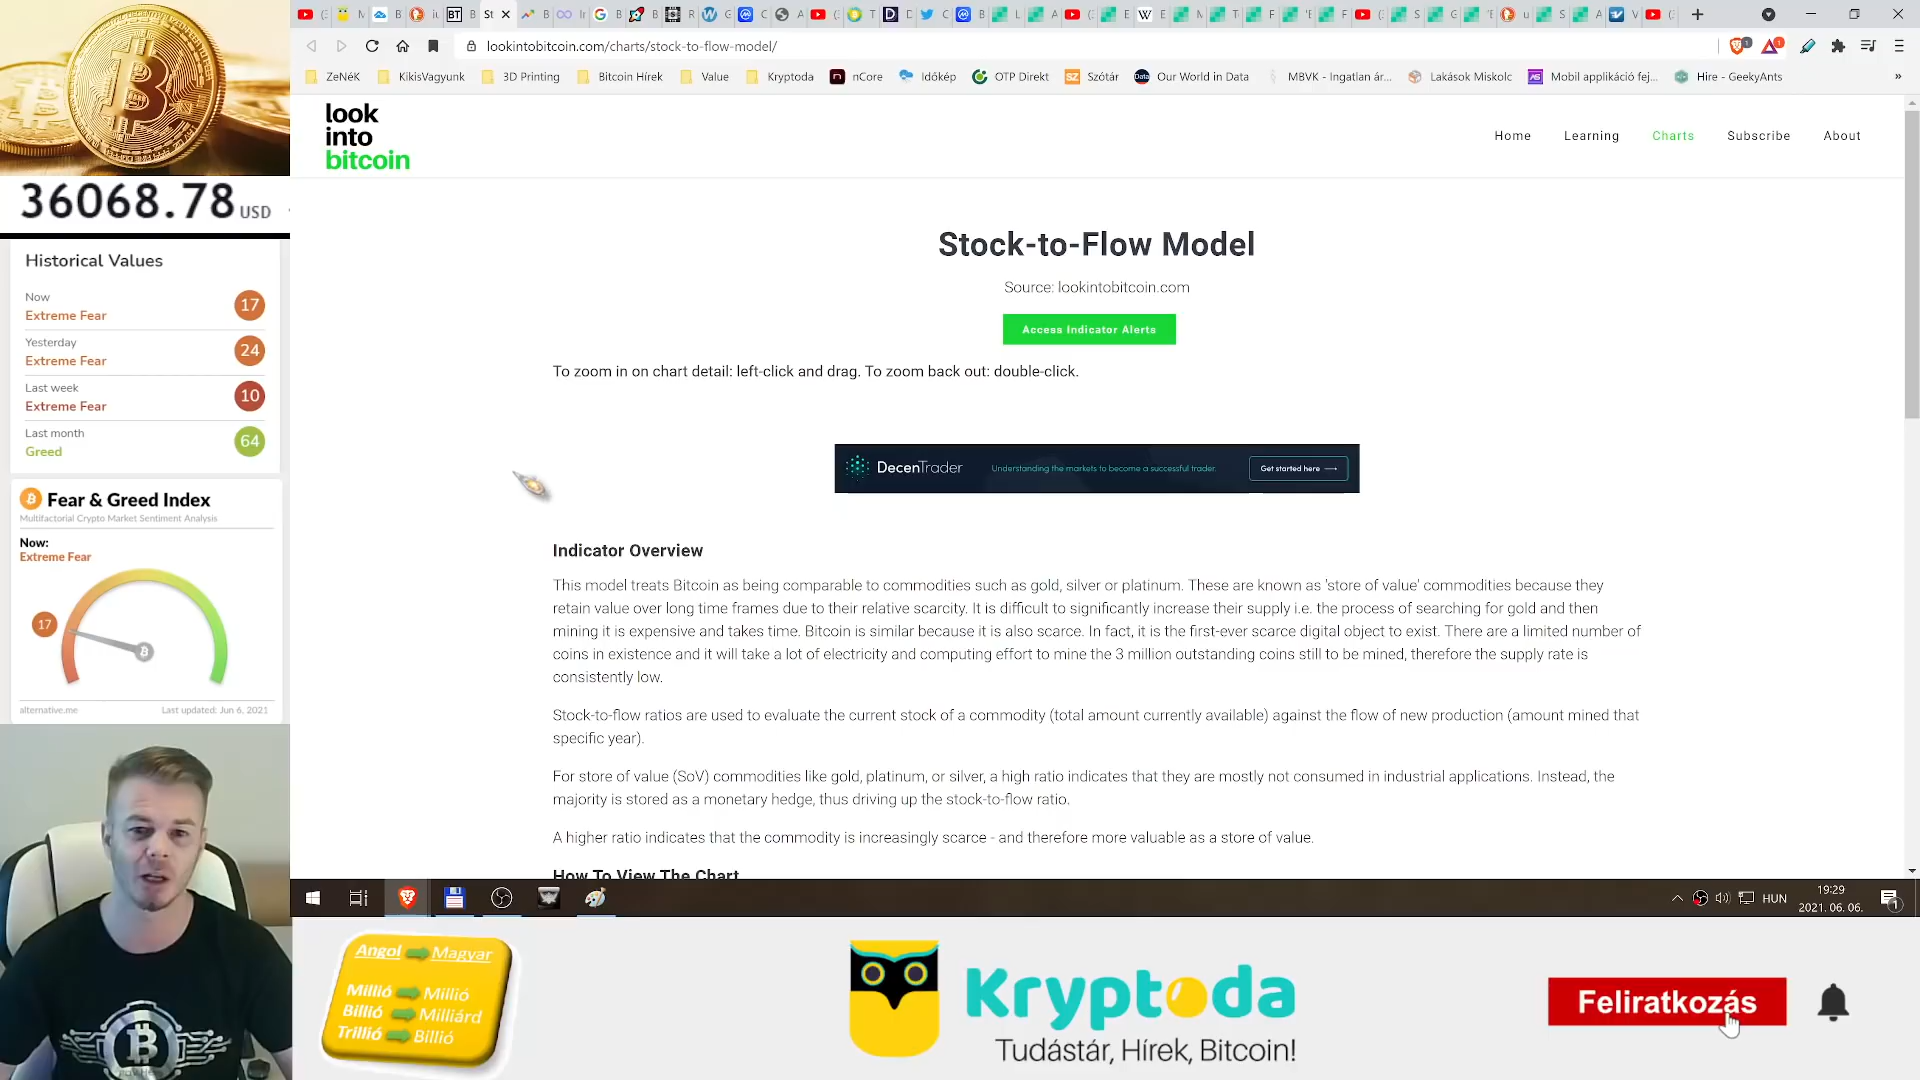 lookintobitcoin.com/charts/stock-to-flow-model/
ZeNéK
KikisVagyunk
3D Printing
Bitcoin Hírek
Value
Kryptoda
nCore
Időkép
OTP Direkt
Szótár
Our World in Data
MBVK - Ingatlan ár...
Lakások Miskolc
Mobil applikáció fej...
Hire - GeekyAnts
look
into
bitcoin
Home
Learning
Charts
Subscribe
About
36068.78 USD
Historical Values
Now
Extreme Fear
17
Yesterday
Extreme Fear
24
Last week
Extreme Fear
10
Last month
Greed
64
Fear & Greed Index
Multifactorial Crypto Market Sentiment Analysis
Now:
Extreme Fear
17
alternative.me
Last updated: Jun 6, 2021
Stock-to-Flow Model
Source: lookintobitcoin.com
Access Indicator Alerts
To zoom in on chart detail: left-click and drag. To zoom back out: double-click.
DecenTrader
Understanding the markets to become a successful trader.
Get started here
Indicator Overview
This model treats Bitcoin as being comparable to commodities such as gold, silver or platinum. These are known as 'store of value' commodities because they
retain value over long time frames due to their relative scarcity. It is difficult to significantly increase their supply i.e. the process of searching for gold and then
mining it is expensive and takes time. Bitcoin is similar because it is also scarce. In fact, it is the first-ever scarce digital object to exist. There are a limited number of
coins in existence and it will take a lot of electricity and computing effort to mine the 3 million outstanding coins still to be mined, therefore the supply rate is
consistently low.
Stock-to-flow ratios are used to evaluate the current stock of a commodity (total amount currently available) against the flow of new production (amount mined that
specific year).
For store of value (SoV) commodities like gold, platinum, or silver, a high ratio indicates that they are mostly not consumed in industrial applications. Instead, the
majority is stored as a monetary hedge, thus driving up the stock-to-flow ratio.
A higher ratio indicates that the commodity is increasingly scarce - and therefore more valuable as a store of value.
How To View The Chart
HUN
19:29
2021. 06. 06.
Angol Magyar
Millió Millió
Billió Milliárd
Trillió Billió
Kryptoda
Tudástár, Hírek, Bitcoin!
Feliratkozás